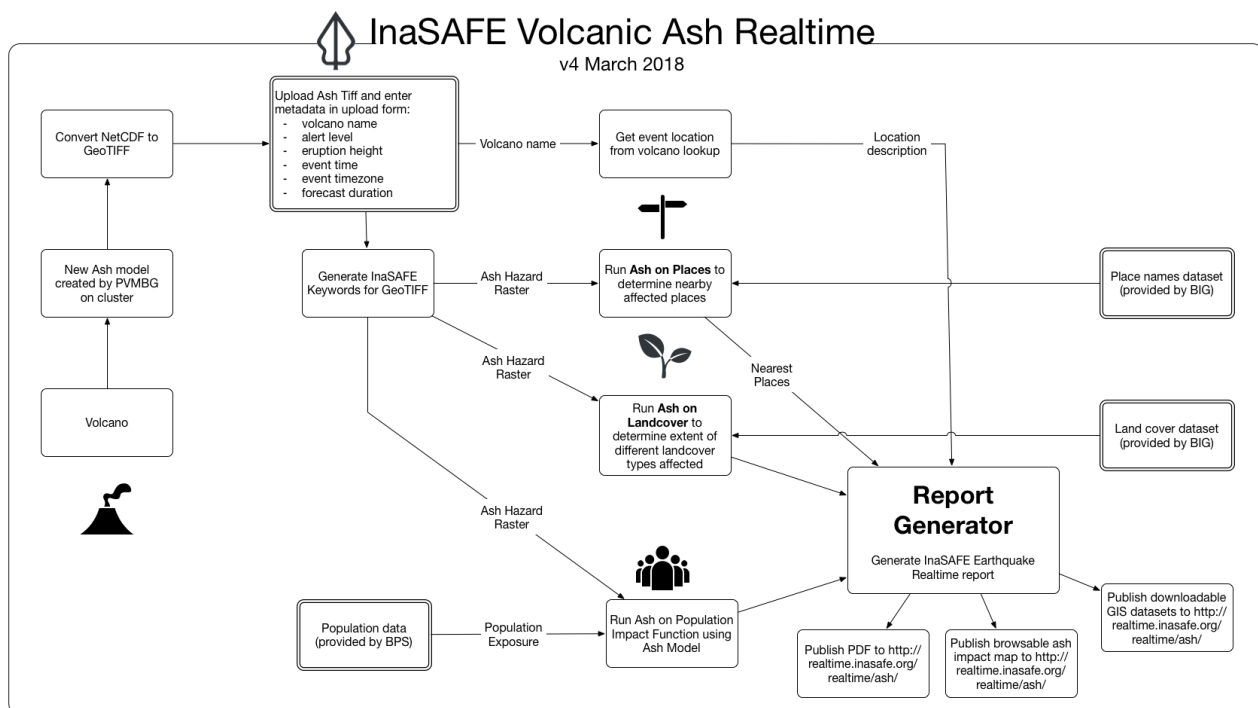 InaSAFE Volcanic Ash Realtime
v4 March 2018
Convert NetCDF to
GeoTIFF
Upload Ash Tiff and enter
metadata in upload form:
- volcano name
- alert level
- eruption height
- event time
- event timezone
- forecast duration
Volcano name
Get event location
from volcano lookup
Location
description
New Ash model
created by PVMBG
on cluster
Generate InaSAFE
Keywords for GeoTIFF
Ash Hazard
Raster
Run Ash on Places to
determine nearby
affected places
Place names dataset
(provided by BIG)
Ash Hazard
Raster
Nearest
Places
Volcano
Run Ash on
Landcover to
determine extent of
different landcover
types affected
Land cover dataset
(provided by BIG)
Ash Hazard
Raster
Report
Generator
Generate InaSAFE Earthquake
Realtime report
Population data
(provided by BPS)
Population
Exposure
Run Ash on Population
Impact Function using
Ash Model
Publish PDF to http://
realtime.inasafe.org/
realtime/ash/
Publish browsable ash
impact map to http://
realtime.inasafe.org/
realtime/ash/
Publish downloadable
GIS datasets to http://
realtime.inasafe.org/
realtime/ash/